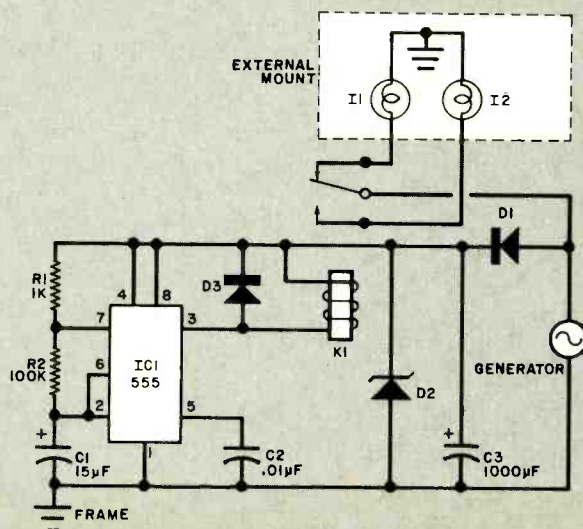 EXTERNAL
MOUNT
I1
I2
D1
R1
1K
4
8
D3
7
3
K1
R2
100K
6
IC1
555
GENERATOR
2
5
D2
+
C1
15µF
1
C2
.01µF
+
C3
1000µF
FRAME